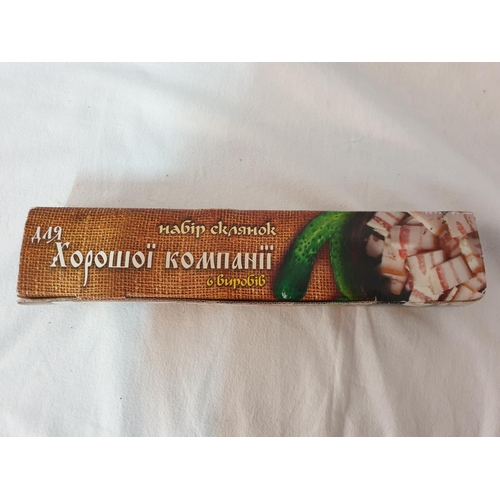 набір склянок
для
Хорошої компанії
6 виробів